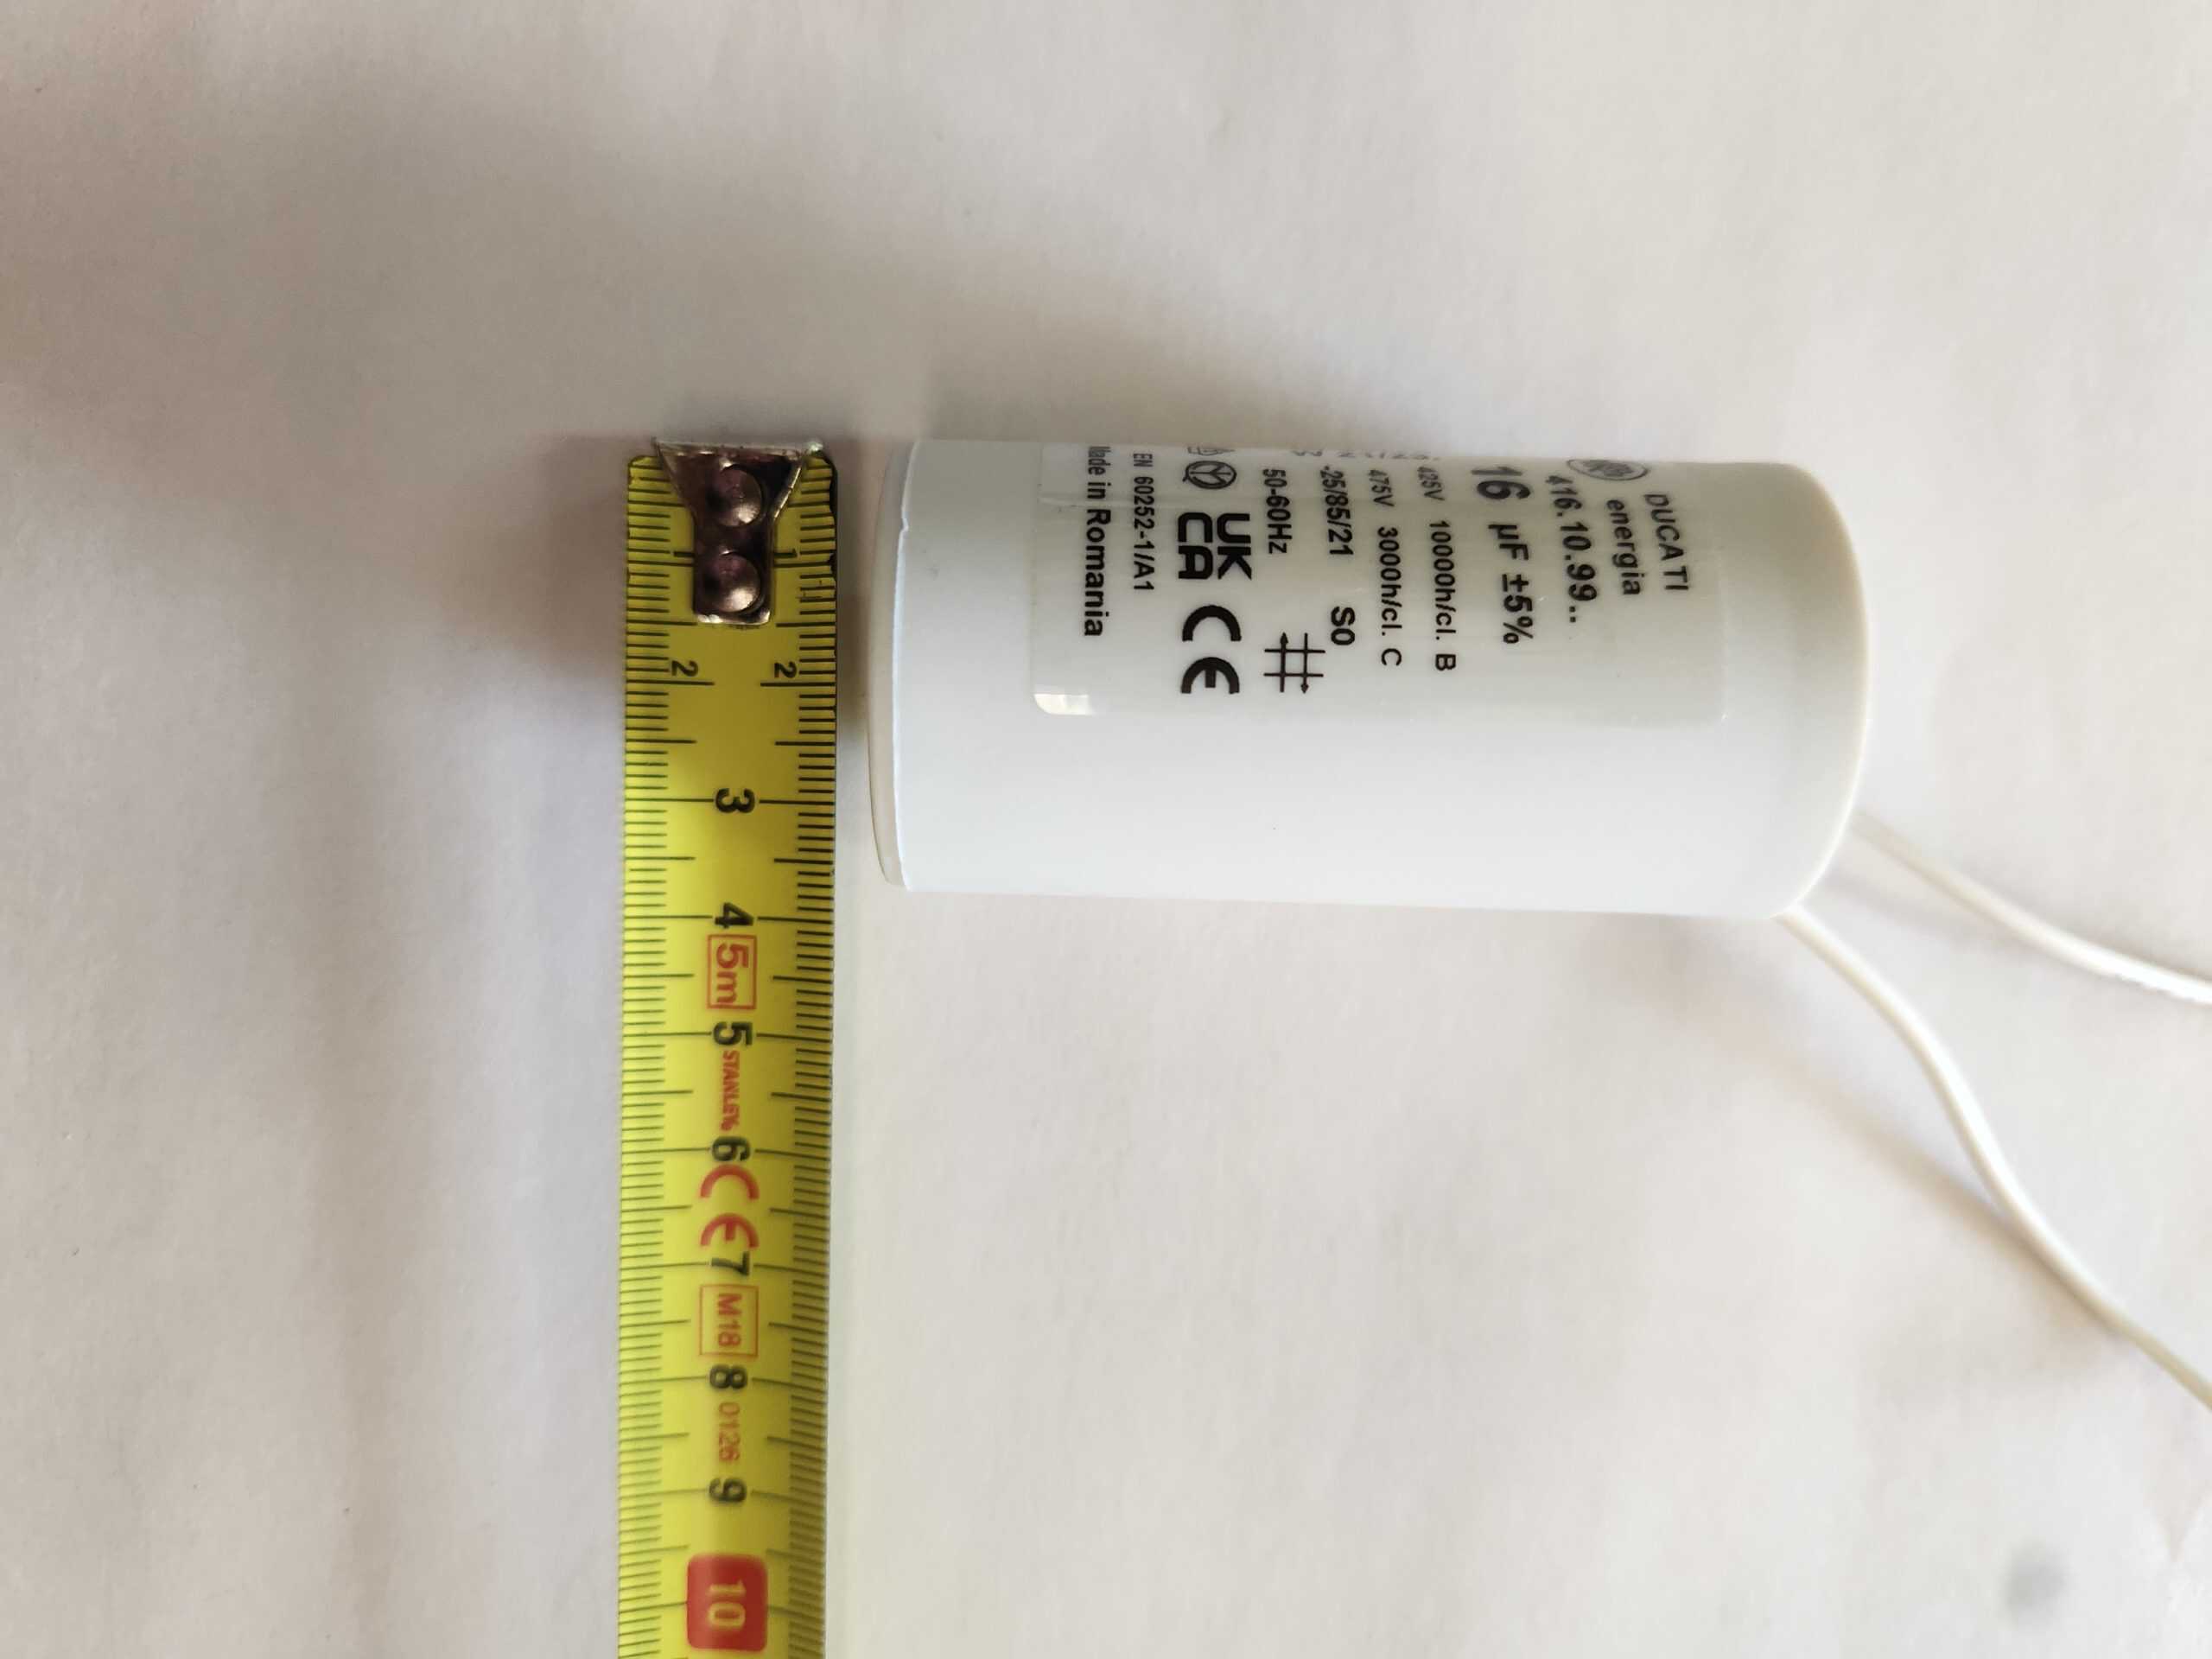 DUCATI
energia
416.10.99..
16 µF ±5%
425V 10000h/cl. B
475V 3000h/cl. C
-25/85/21 S0
50-60Hz
UK
CA
CE
EN 60252-1/A1
Made in Romania
1
2 2
3
4
5m
5
STANLEY
6
CE
7
M18
8
0126
9
10